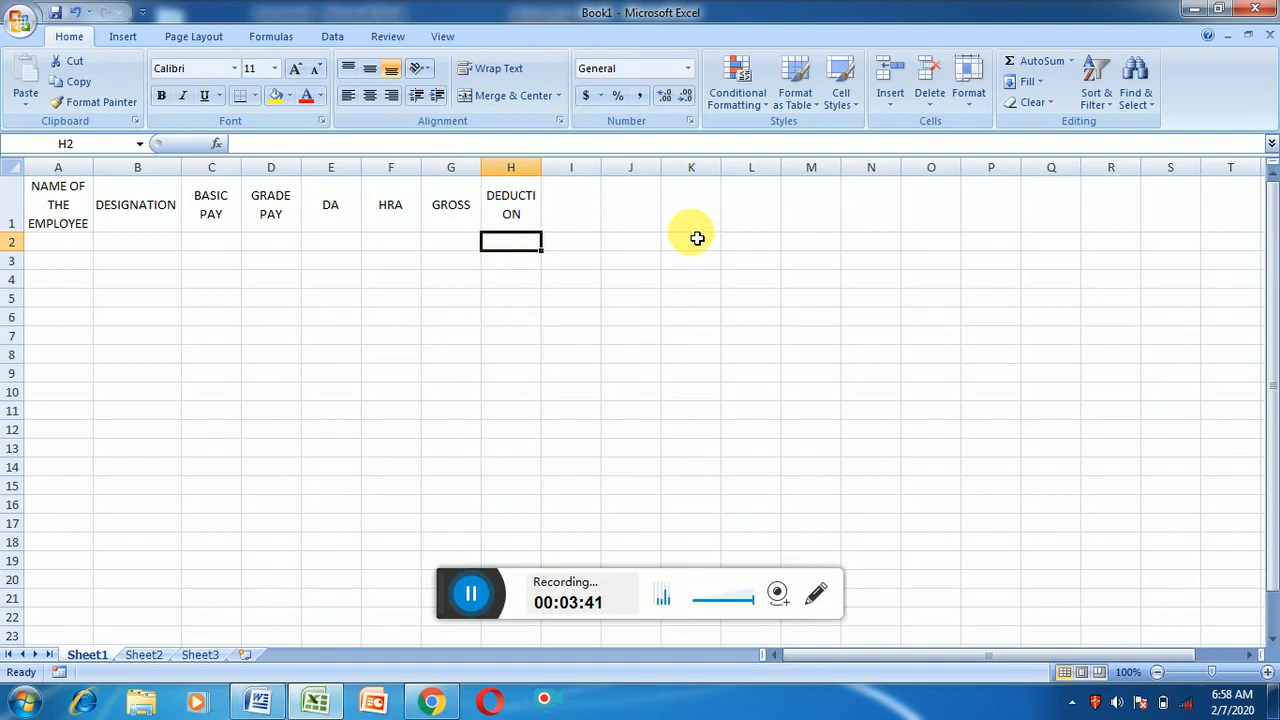 Book1 - Microsoft Excel
Home Insert Page Layout Formulas Data Review View
Paste
Cut
Copy
Format Painter
Clipboard
Calibri 11
B I U
Font
Wrap Text
Merge & Center
Alignment
General
$ % ,
Number
Conditional Formatting
Format as Table
Cell Styles
Styles
Insert Delete Format
Cells
Σ AutoSum
Fill
Clear
Sort & Filter
Find & Select
Editing
H2 fx
A B C D E F G H I J K L M N O P Q R S T
1 NAME OF THE EMPLOYEE DESIGNATION BASIC PAY GRADE PAY DA HRA GROSS DEDUCTI ON
2
3
4
5
6
7
8
9
10
11
12
13
14
15
16
17
18
19
20
21
22
23
Recording...
00:03:41
Sheet1 Sheet2 Sheet3
Ready 100%
6:58 AM
2/7/2020